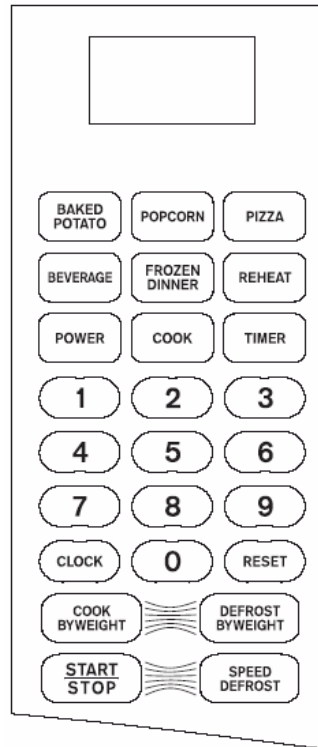 BAKED
POTATO
POPCORN
PIZZA
BEVERAGE
FROZEN
DINNER
REHEAT
POWER
COOK
TIMER
1
2
3
4
5
6
7
8
9
CLOCK
0
RESET
COOK
BYWEIGHT
DEFROST
BYWEIGHT
START
STOP
SPEED
DEFROST